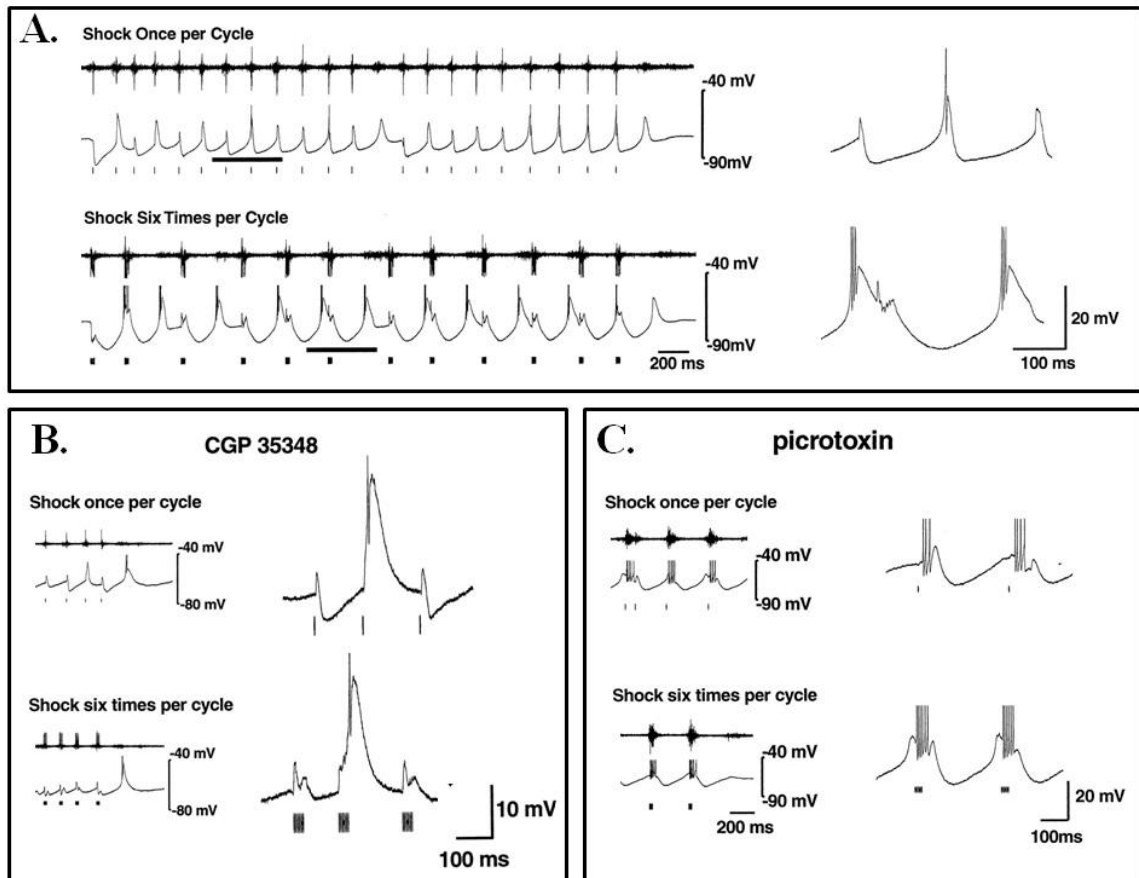 A.
Shock Once per Cycle
-40 mV
-90mV
Shock Six Times per Cycle
-40 mV
-90mV
200 ms
20 mV
100 ms
B.
CGP 35348
Shock once per cycle
-40 mV
-80 mV
Shock six times per cycle
-40 mV
-80 mV
10 mV
100 ms
C.
picrotoxin
Shock once per cycle
-40 mV
-90 mV
Shock six times per cycle
-40 mV
-90 mV
200 ms
20 mV
100ms